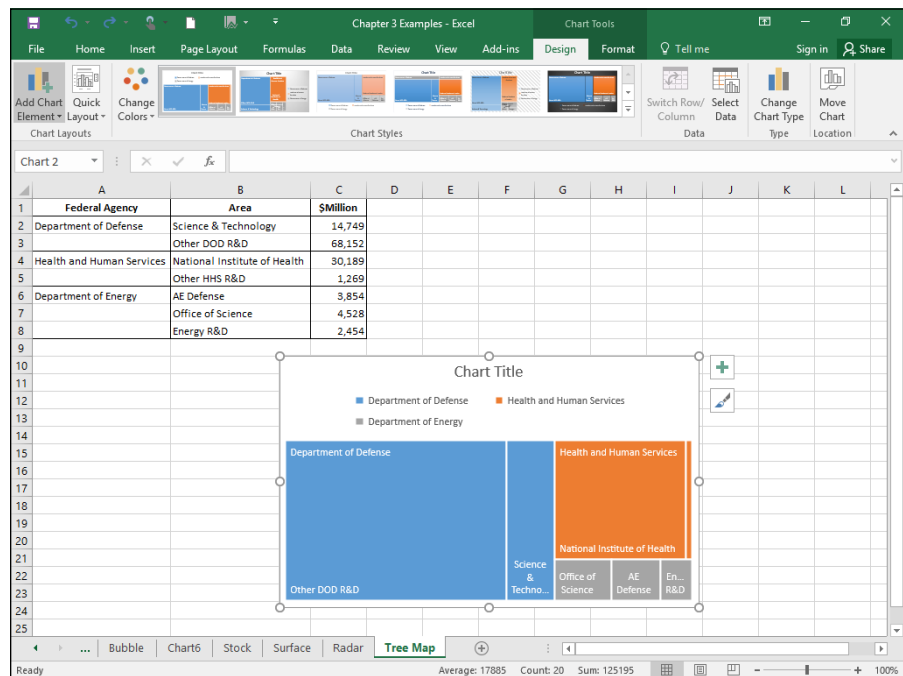 Chapter 3 Examples - Excel Chart Tools
File Home Insert Page Layout Formulas Data Review View Add-ins Design Format Tell me Sign in Share
Add Chart Element Quick Layout Change Colors Switch Row/ Column Select Data Change Chart Type Move Chart
Chart Layouts Chart Styles Data Type Location
Chart 2 fx
A B C D E F G H I J K L
1 Federal Agency Area $Million
2 Department of Defense Science & Technology 14,749
3 Other DOD R&D 68,152
4 Health and Human Services National Institute of Health 30,189
5 Other HHS R&D 1,269
6 Department of Energy AE Defense 3,854
7 Office of Science 4,528
8 Energy R&D 2,454
9
10
11
12
13
14
15
16
17
18
19
20
21
22
23
24
25
Chart Title
Department of Defense Health and Human Services
Department of Energy
Department of Defense Health and Human Services
National Institute of Health
Other DOD R&D
Science
&
Techno...
Office of
Science
AE
Defense
En...
R&D
... Bubble Chart6 Stock Surface Radar Tree Map
Ready Average: 17885 Count: 20 Sum: 125195 100%